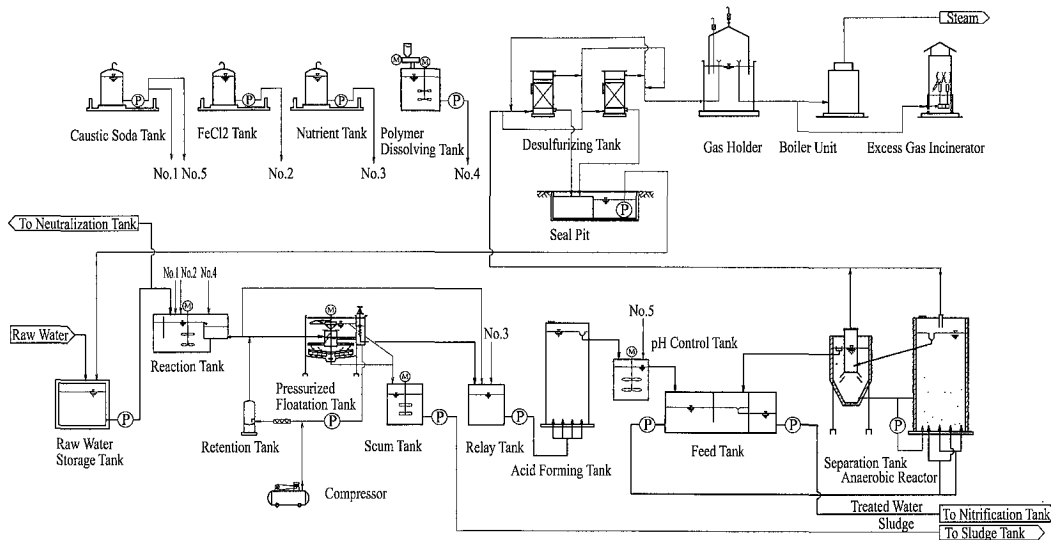 Steam
Caustic Soda Tank
FeCl2 Tank
Nutrient Tank
Polymer
Dissolving Tank
M
M
P
P
P
P
No.1 No.5
No.2
No.3
No.4
Desulfurizing Tank
Gas Holder
Boiler Unit
Excess Gas Incinerator
P
Seal Pit
To Neutralization Tank
No.1 No.2 No.4
M
Raw Water
Reaction Tank
Raw Water
Storage Tank
P
M
Pressurized
Floatation Tank
Retention Tank
P
Compressor
M
Scum Tank
P
No.3
Relay Tank
P
Acid Forming Tank
No.5
M
pH Control Tank
P
Feed Tank
P
P
Separation Tank
Anaerobic Reactor
Treated Water
To Nitrification Tank
Sludge
To Sludge Tank